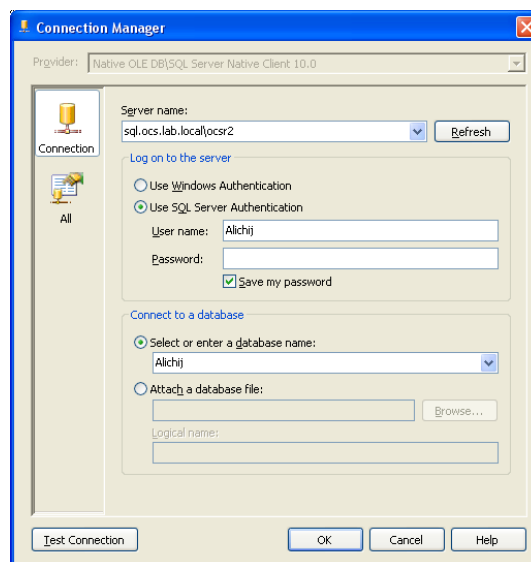 Connection Manager
Provider: Native OLE DB\SQL Server Native Client 10.0
Connection
All
Server name:
sql.ocs.lab.local\ocsr2
Refresh
Log on to the server
Use Windows Authentication
Use SQL Server Authentication
User name: Alichij
Password:
Save my password
Connect to a database
Select or enter a database name:
Alichij
Attach a database file:
Browse...
Logical name:
Test Connection OK Cancel Help